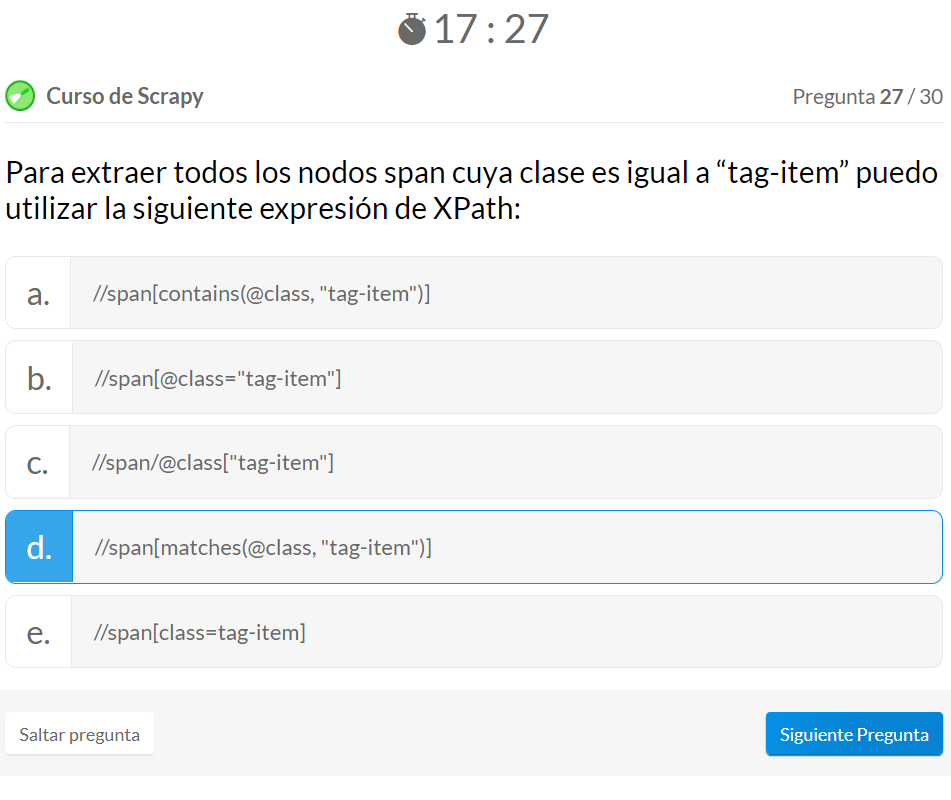 17 : 27
Curso de Scrapy
Pregunta 27 / 30
Para extraer todos los nodos span cuya clase es igual a “tag-item” puedo
utilizar la siguiente expresión de XPath:
a. //span[contains(@class, "tag-item")]
b. //span[@class="tag-item"]
c. //span/@class["tag-item"]
d. //span[matches(@class, "tag-item")]
e. //span[class=tag-item]
Saltar pregunta
Siguiente Pregunta